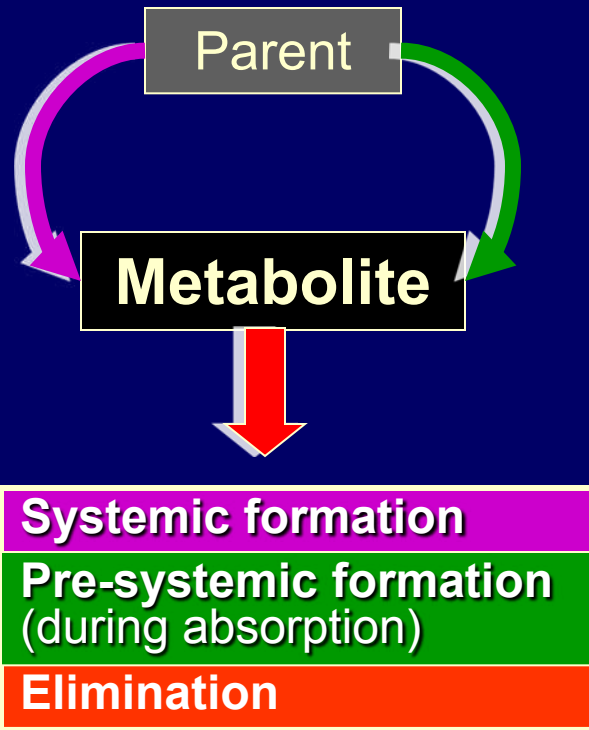 Parent
Metabolite
Systemic formation
Pre-systemic formation
(during absorption)
Elimination